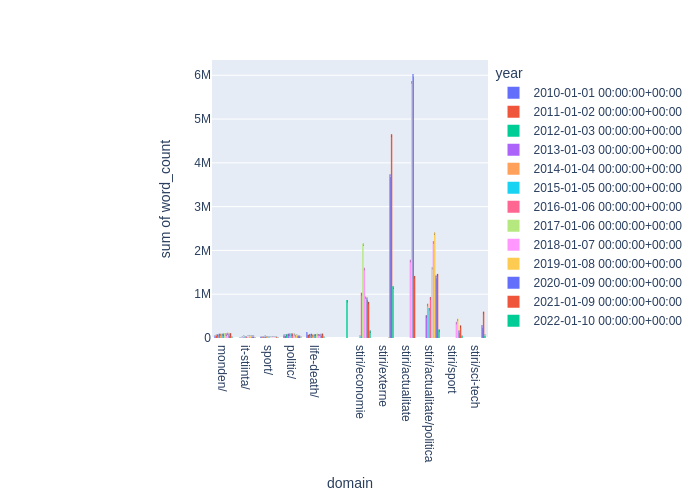 year
2010-01-01 00:00:00+00:00
2011-01-02 00:00:00+00:00
2012-01-03 00:00:00+00:00
2013-01-03 00:00:00+00:00
2014-01-04 00:00:00+00:00
2015-01-05 00:00:00+00:00
2016-01-06 00:00:00+00:00
2017-01-06 00:00:00+00:00
2018-01-07 00:00:00+00:00
2019-01-08 00:00:00+00:00
2020-01-09 00:00:00+00:00
2021-01-09 00:00:00+00:00
2022-01-10 00:00:00+00:00
sum of word_count
6M
5M
4M
3M
2M
1M
0
monden/
it-stiinta/
sport/
politic/
life-death/
stiri/economie
stiri/externe
stiri/actualitate
stiri/actualitate/politica
stiri/sport
stiri/sci-tech
domain